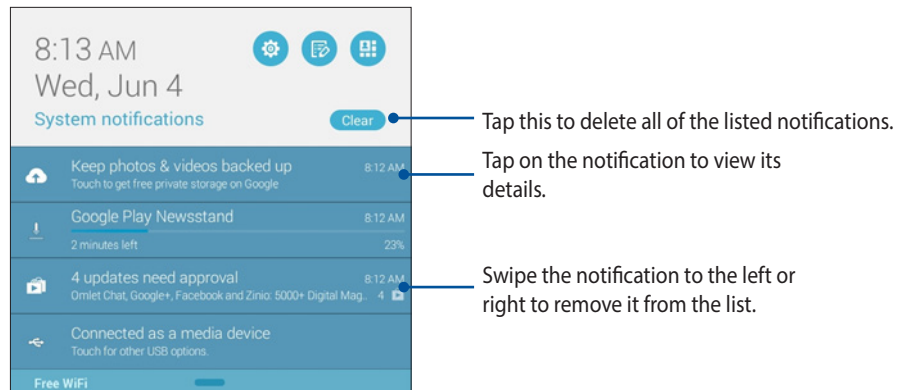 8:13 AM
Wed, Jun 4
System notifications
Clear
Tap this to delete all of the listed notifications.
Keep photos & videos backed up 8:12 AM
Touch to get free private storage on Google
Tap on the notification to view its
details.
Google Play Newsstand 8:12 AM
2 minutes left 23%
4 updates need approval 8:12 AM
Omlet Chat, Google+, Facebook and Zinio: 5000+ Digital Mag.. 4
Swipe the notification to the left or
right to remove it from the list.
Connected as a media device
Touch for other USB options.
Free WiFi